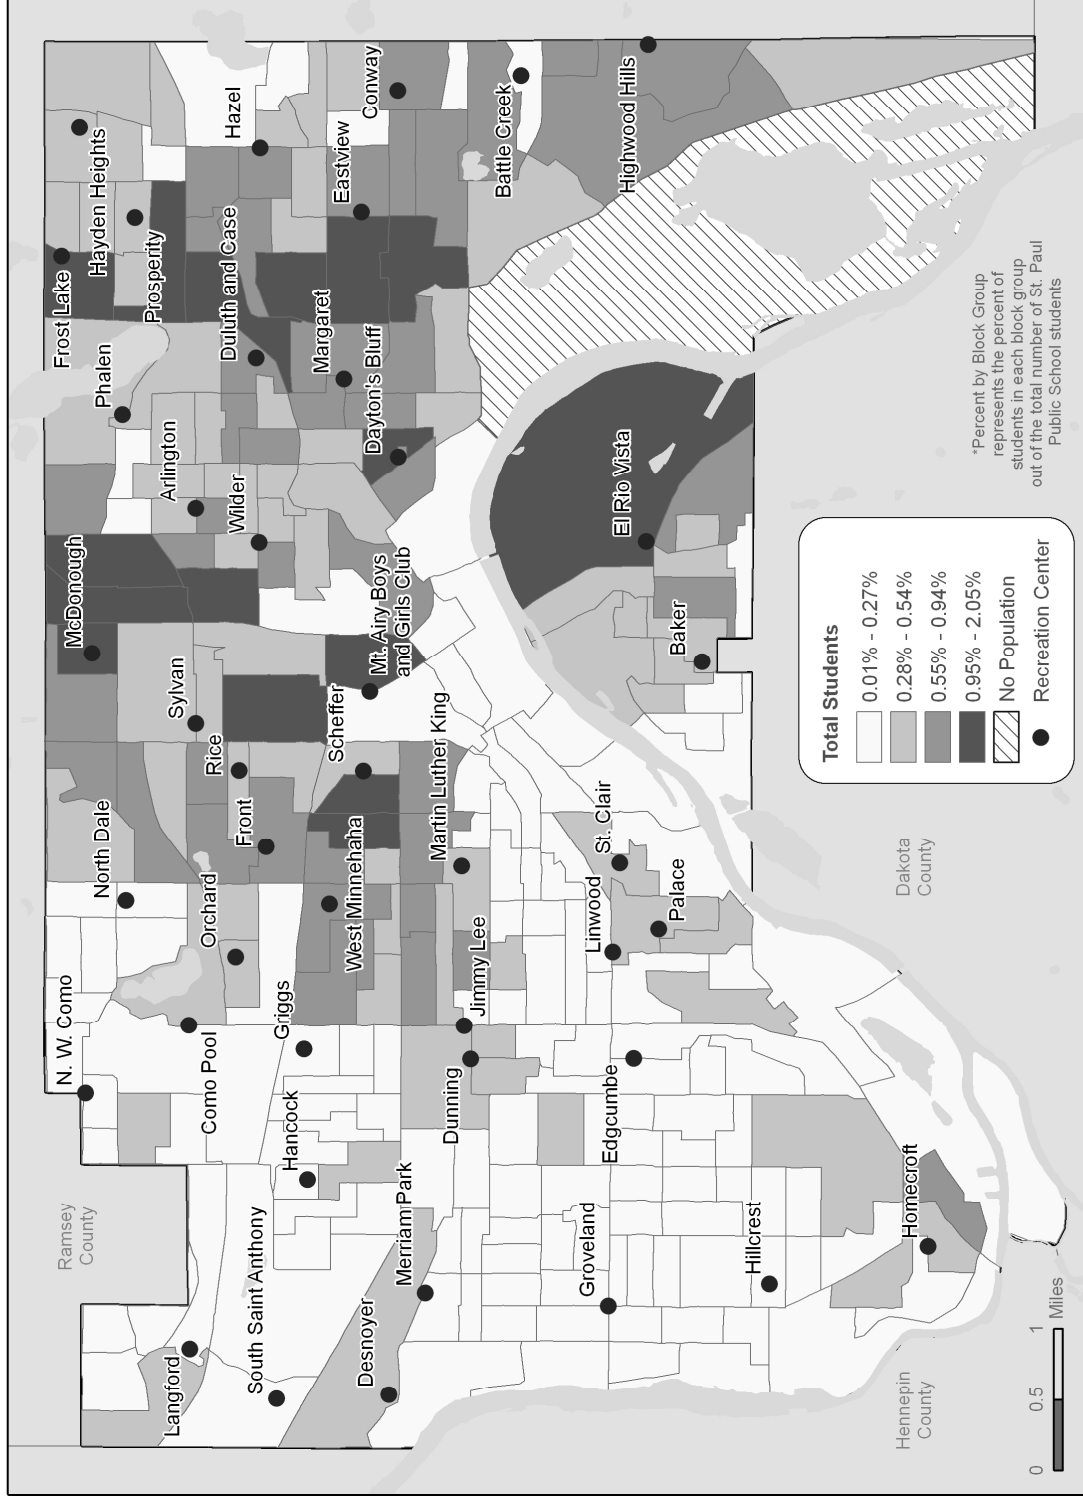 Ramsey
County
N. W. Como
North Dale
McDonough
Phalen
Frost Lake
Hayden Heights
Prosperity
Langford
Como Pool
Orchard
Sylvan
Rice
Arlington
Wilder
Duluth and Case
Hazel
South Saint Anthony
Hancock
Griggs
Front
Scheffer
Margaret
Eastview
Conway
Desnoyer
Merriam Park
West Minnehaha
Mt. Airy Boys
and Girls Club
Dayton's Bluff
Dunning
Jimmy Lee
Martin Luther King
Battle Creek
Groveland
Edgcumbe
Linwood
St. Clair
El Rio Vista
Highwood Hills
Palace
Baker
Hillcrest
Homecroft
Hennepin
County
Dakota
County
Total Students
0.01% - 0.27%
0.28% - 0.54%
0.55% - 0.94%
0.95% - 2.05%
No Population
Recreation Center
*Percent by Block Group
represents the percent of
students in each block group
out of the total number of St. Paul
Public School students
0 0.5 1
Miles